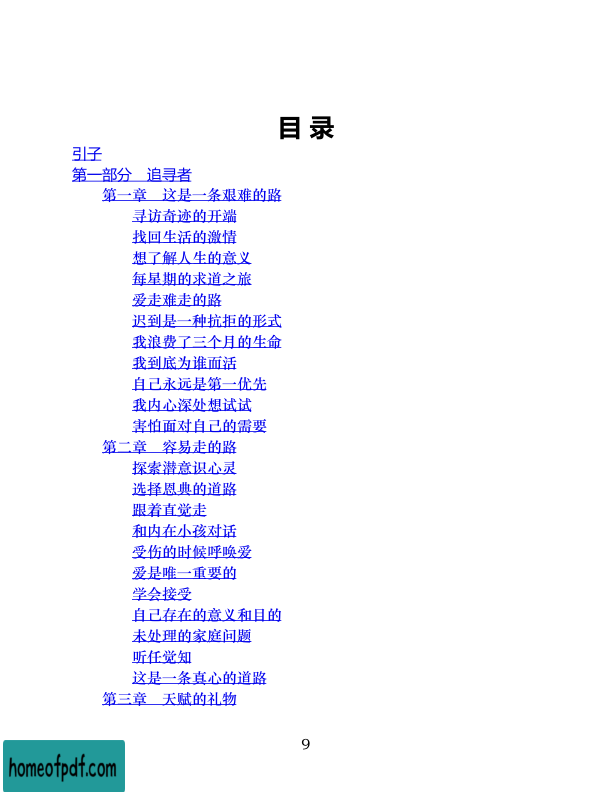 目 录
引子
第一部分　追寻者
第一章　这是一条艰难的路
寻访奇迹的开端
找回生活的激情
想了解人生的意义
每星期的求道之旅
爱走难走的路
迟到是一种抗拒的形式
我浪费了三个月的生命
我到底为谁而活
自己永远是第一优先
我内心深处想试试
害怕面对自己的需要
第二章　容易走的路
探索潜意识心灵
选择恩典的道路
跟着直觉走
和内在小孩对话
受伤的时候呼唤爱
爱是唯一重要的
学会接受
自己存在的意义和目的
未处理的家庭问题
听任觉知
这是一条真心的道路
第三章　天赋的礼物
9
homeofpdf.com